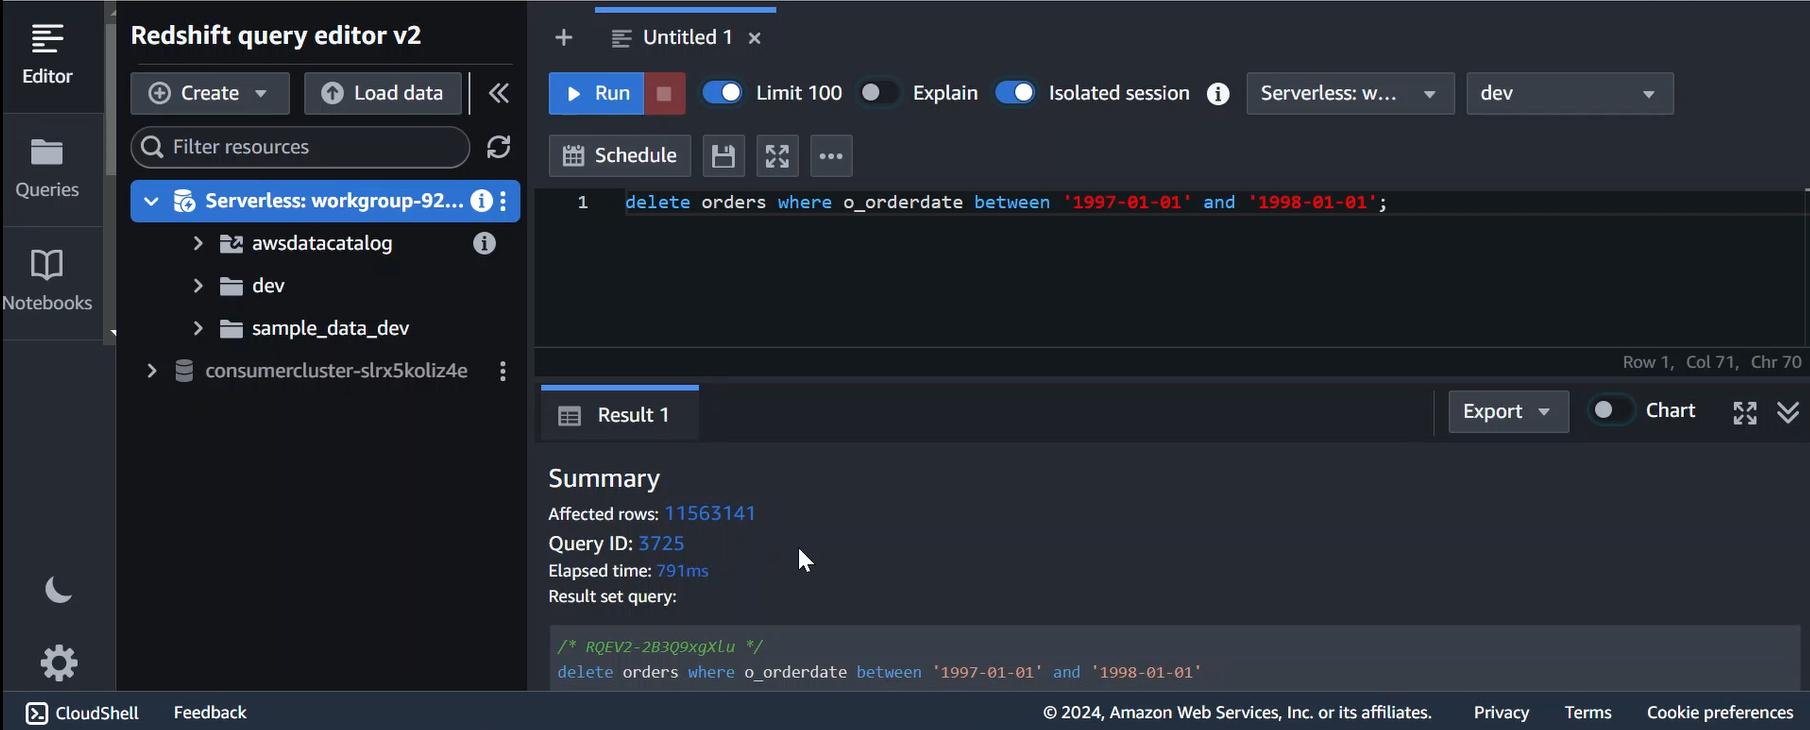 Editor
Queries
Notebooks
Redshift query editor v2
Create
Load data
Filter resources
Serverless: workgroup-92...
awsdatacatalog
dev
sample_data_dev
consumercluster-slrx5koliz4e
Untitled 1
Run
Limit 100
Explain
Isolated session
Serverless: w...
dev
Schedule
1 delete orders where o_orderdate between '1997-01-01' and '1998-01-01';
Row 1, Col 71, Chr 70
Result 1
Export
Chart
Summary
Affected rows: 11563141
Query ID: 3725
Elapsed time: 791ms
Result set query:
/* RQEV2-2B3Q9xgXlu */
delete orders where o_orderdate between '1997-01-01' and '1998-01-01'
CloudShell
Feedback
© 2024, Amazon Web Services, Inc. or its affiliates.
Privacy
Terms
Cookie preferences